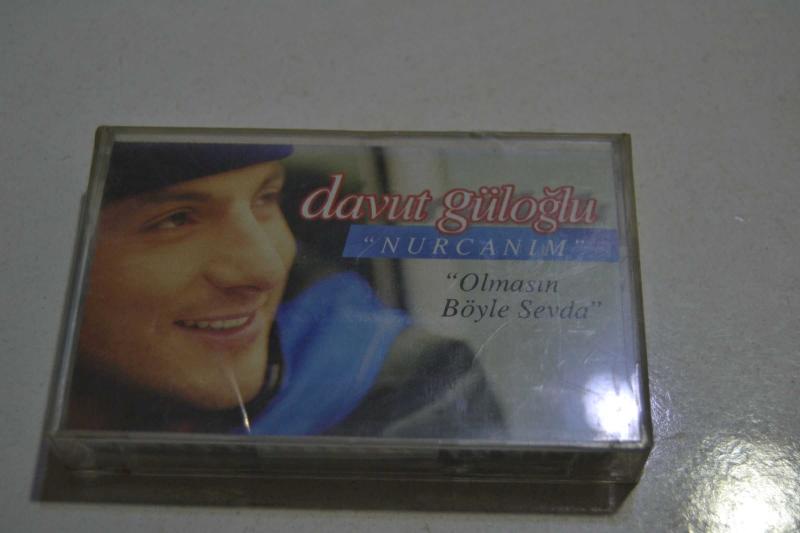 davut güloğlu
"NURCANIM"
"Olmasın
Böyle Sevda"